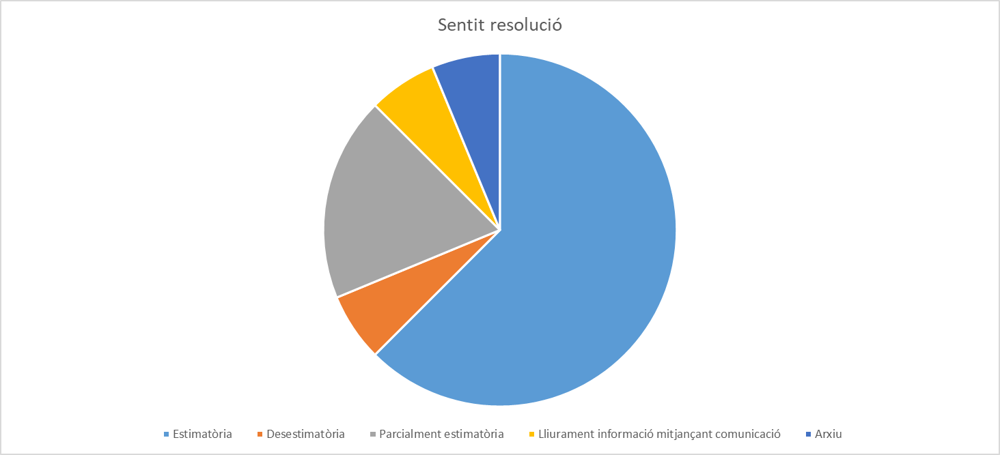 Sentit resolució
Estimatòria Desestimatòria Parcialment estimatòria Lliurament informació mitjançant comunicació Arxiu